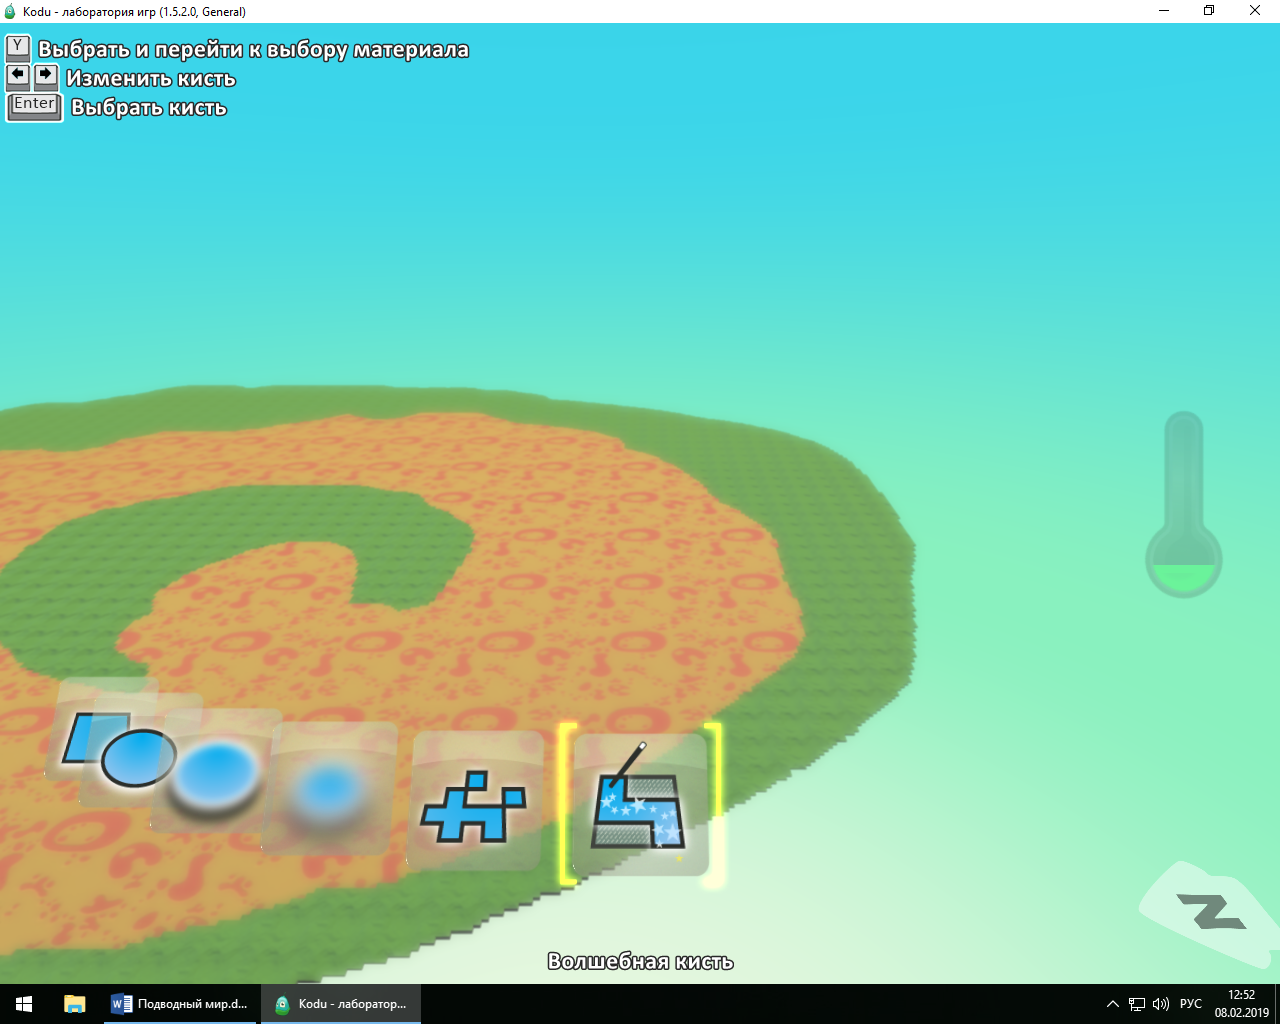 Kodu - лаборатория игр (1.5.2.0, General)
Y Выбрать и перейти к выбору материала
Изменить кисть
Enter Выбрать кисть
Волшебная кисть
Подводный мир.d...
Kodu - лаборатор...
РУС
12:52
08.02.2019